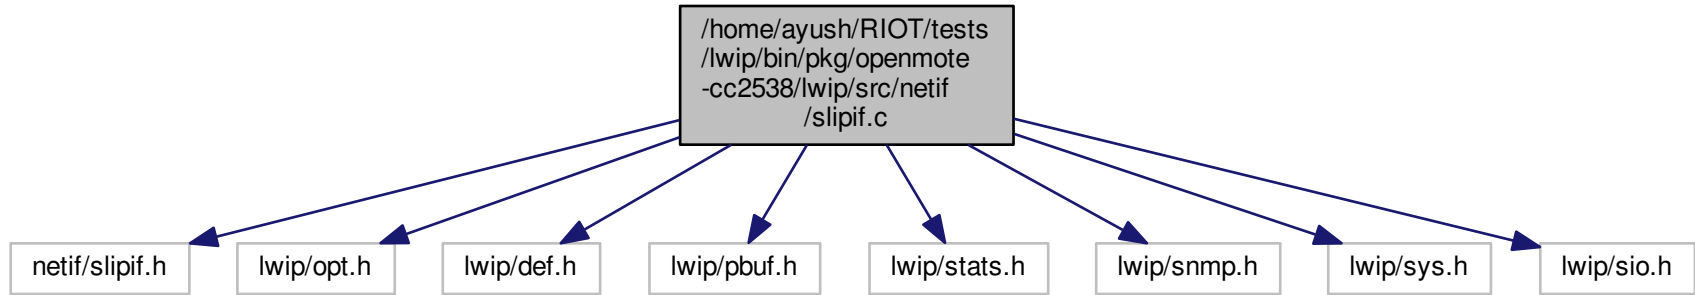 /home/ayush/RIOT/tests
/lwip/bin/pkg/openmote
-cc2538/lwip/src/netif
/slipif.c
netif/slipif.h
lwip/opt.h
lwip/def.h
lwip/pbuf.h
lwip/stats.h
lwip/snmp.h
lwip/sys.h
lwip/sio.h